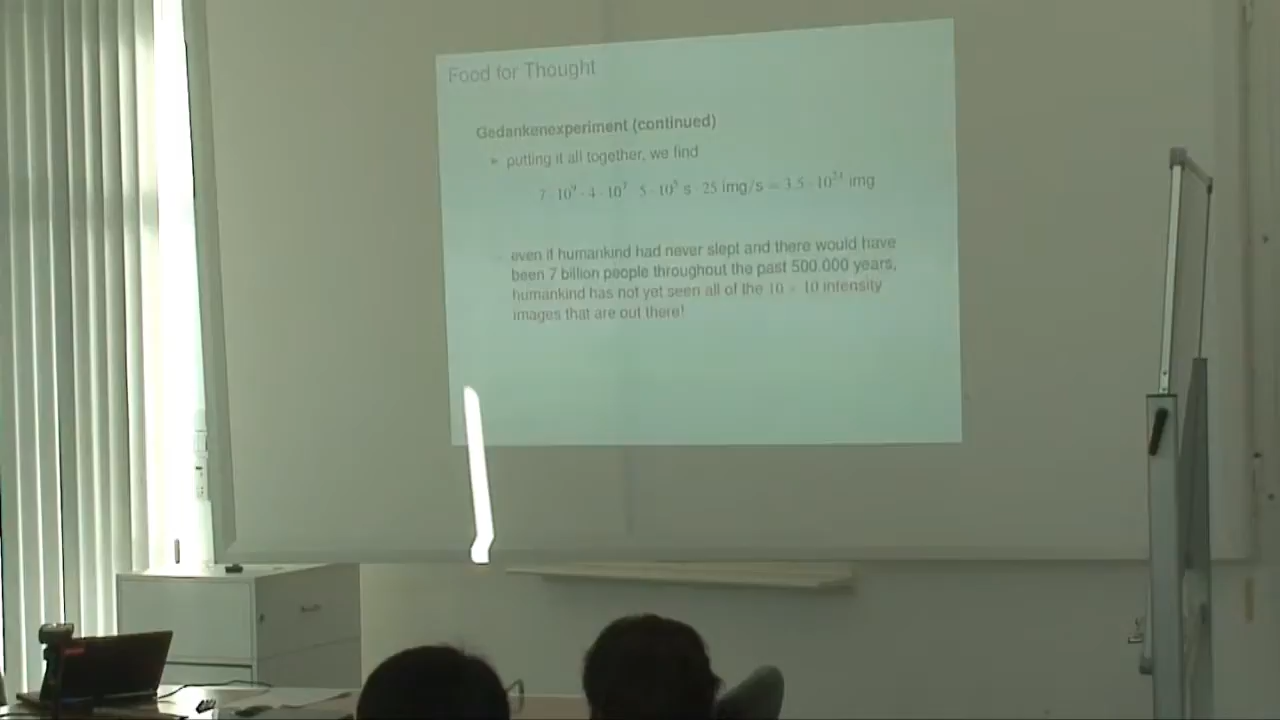 Food for Thought
Gedankenexperiment (continued)
putting it all together, we find
7 · 10⁹ · 4 · 10⁷ · 5 · 10⁵ s · 25 img/s = 3.5 · 10²⁴ img
even if humankind had never slept and there would have
been 7 billion people throughout the past 500.000 years,
humankind has not yet seen all of the 10 × 10 intensity
images that are out there!